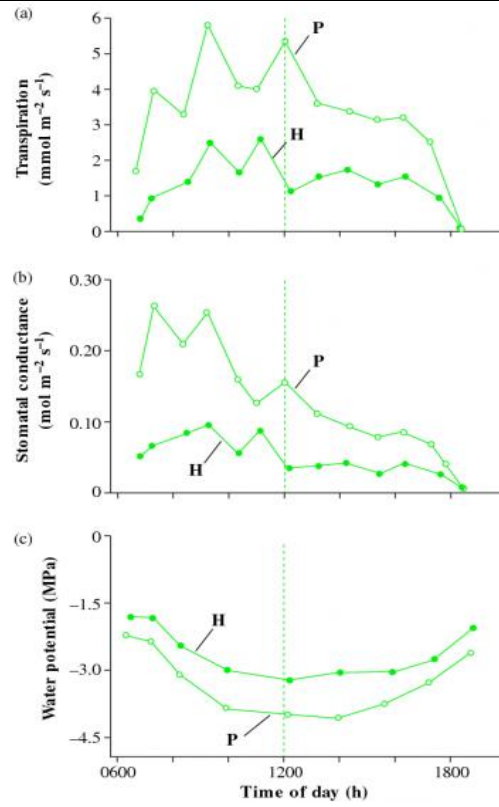 (a)
Transpiration
(mmol m⁻² s⁻¹)
6
5
4
3
2
1
0
P
H
(b)
Stomatal conductance
(mol m⁻² s⁻¹)
0.30
0.20
0.10
0
P
H
(c)
Water potential (MPa)
0
–1.5
–3.0
–4.5
H
P
0600
1200
1800
Time of day (h)